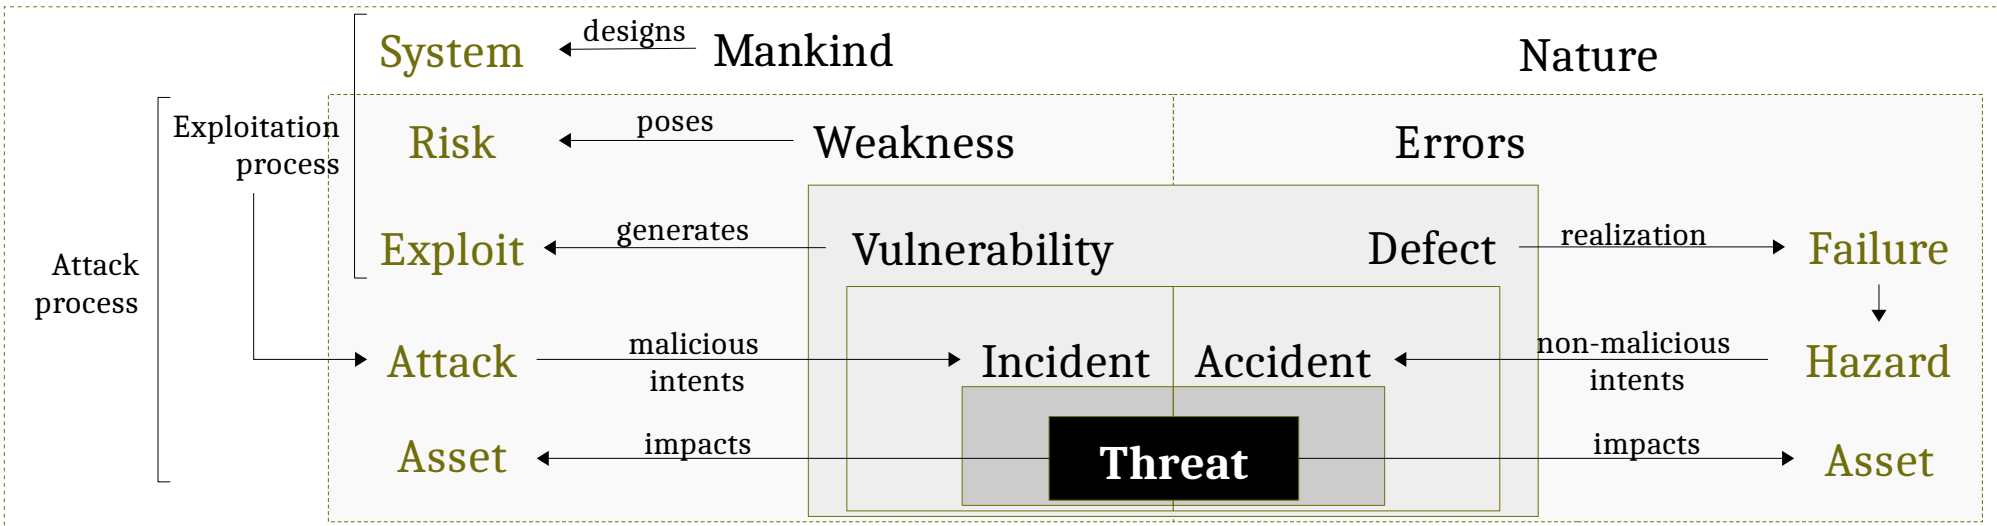 System
designs
Mankind
Nature
Exploitation
process
Risk
poses
Weakness
Errors
Attack
process
Exploit
generates
Vulnerability
Defect
realization
Failure
Attack
malicious
intents
Incident
Accident
non-malicious
intents
Hazard
Asset
impacts
Threat
impacts
Asset